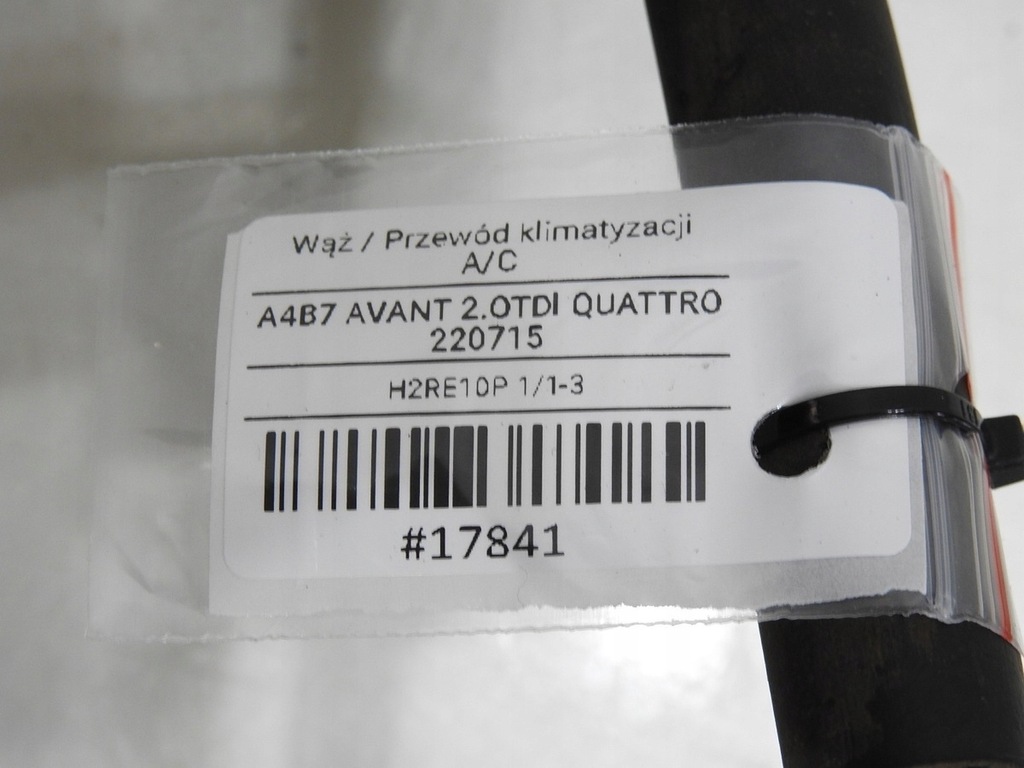 Wąż / Przewód klimatyzacji
A/C
A4B7 AVANT 2.0TDI QUATTRO
220715
H2RE10P 1/1-3
#17841